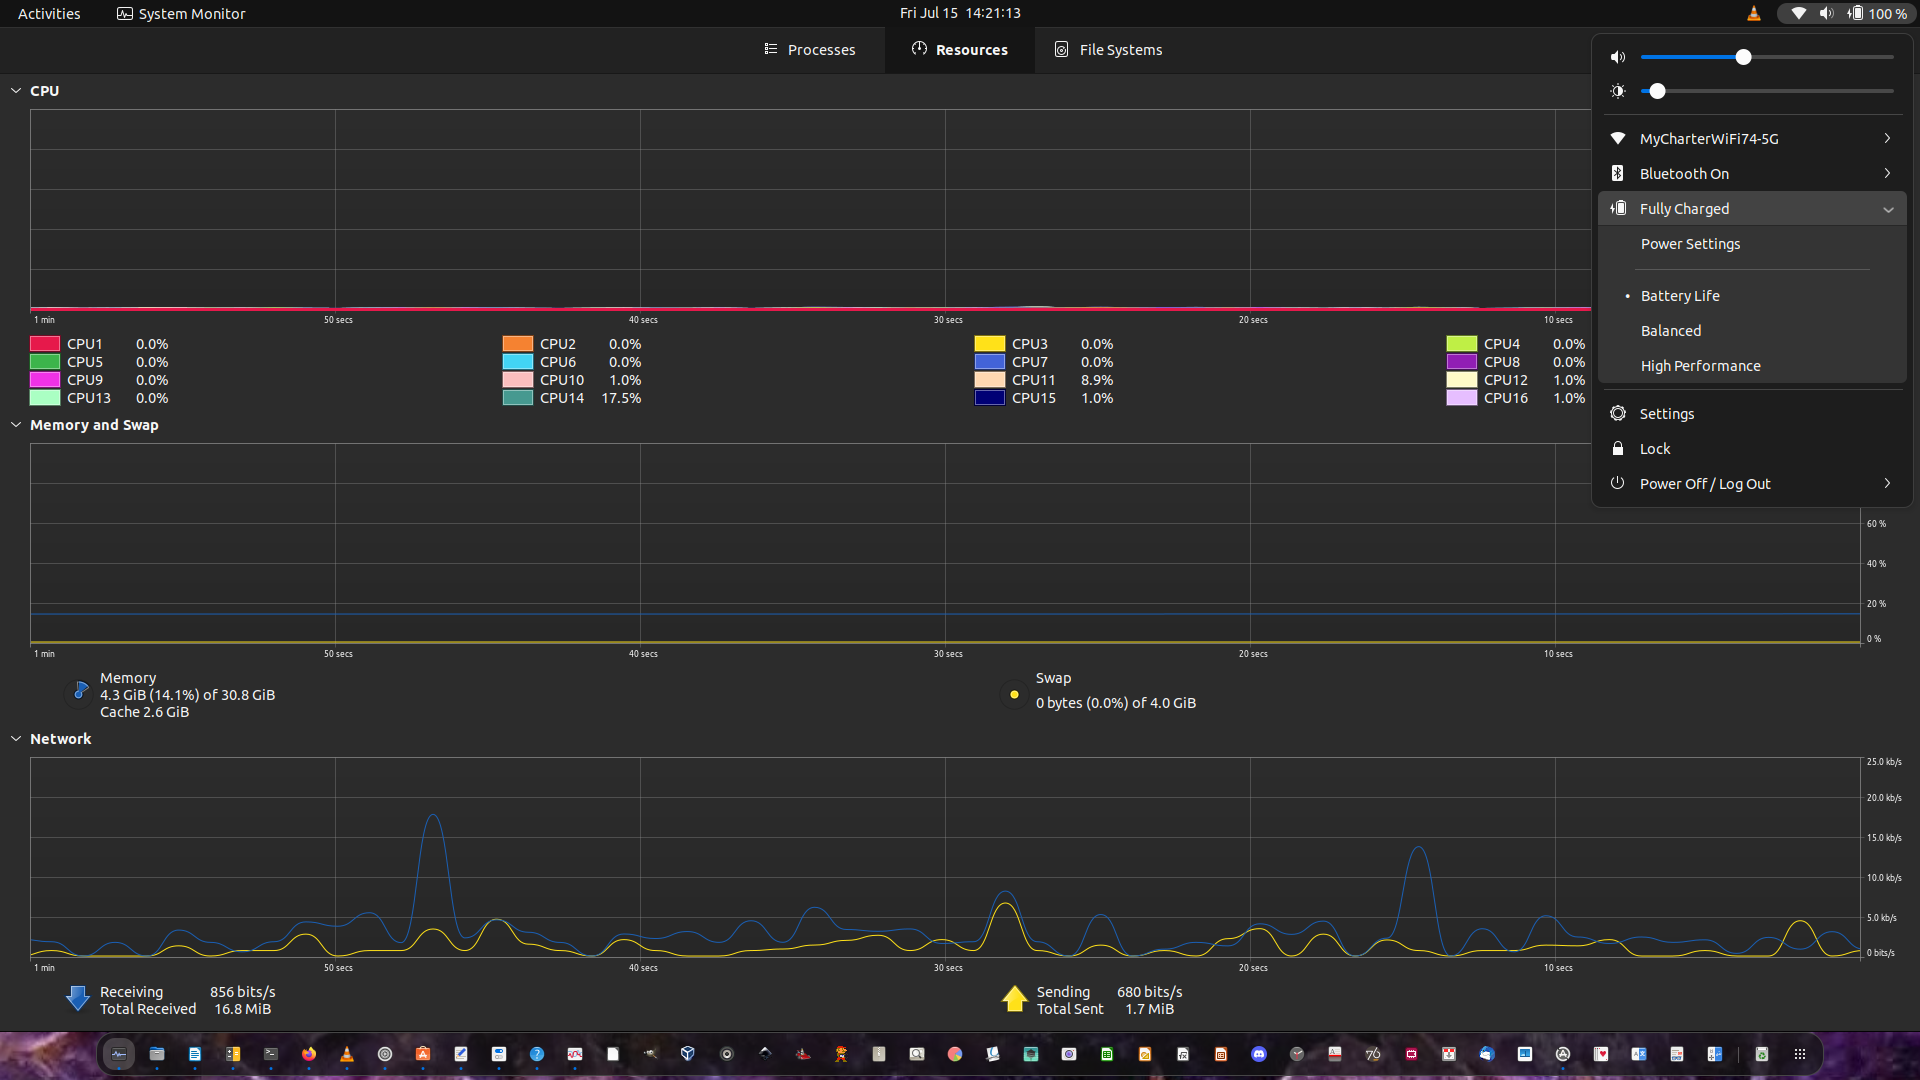 Activities
System Monitor
Fri Jul 15 14:21:13
100 %
Processes
Resources
File Systems
CPU
1 min
50 secs
40 secs
30 secs
20 secs
10 secs
CPU1 0.0%
CPU2 0.0%
CPU3 0.0%
CPU4 0.0%
CPU5 0.0%
CPU6 0.0%
CPU7 0.0%
CPU8 0.0%
CPU9 0.0%
CPU10 1.0%
CPU11 8.9%
CPU12 1.0%
CPU13 0.0%
CPU14 17.5%
CPU15 1.0%
CPU16 1.0%
MyCharterWiFi74-5G
Bluetooth On
Fully Charged
Power Settings
• Battery Life
Balanced
High Performance
Settings
Lock
Power Off / Log Out
Memory and Swap
60 %
40 %
20 %
0 %
1 min
50 secs
40 secs
30 secs
20 secs
10 secs
Memory
4.3 GiB (14.1%) of 30.8 GiB
Cache 2.6 GiB
Swap
0 bytes (0.0%) of 4.0 GiB
Network
25.0 kb/s
20.0 kb/s
15.0 kb/s
10.0 kb/s
5.0 kb/s
0 bits/s
1 min
50 secs
40 secs
30 secs
20 secs
10 secs
Receiving 856 bits/s
Total Received 16.8 MiB
Sending 680 bits/s
Total Sent 1.7 MiB
76